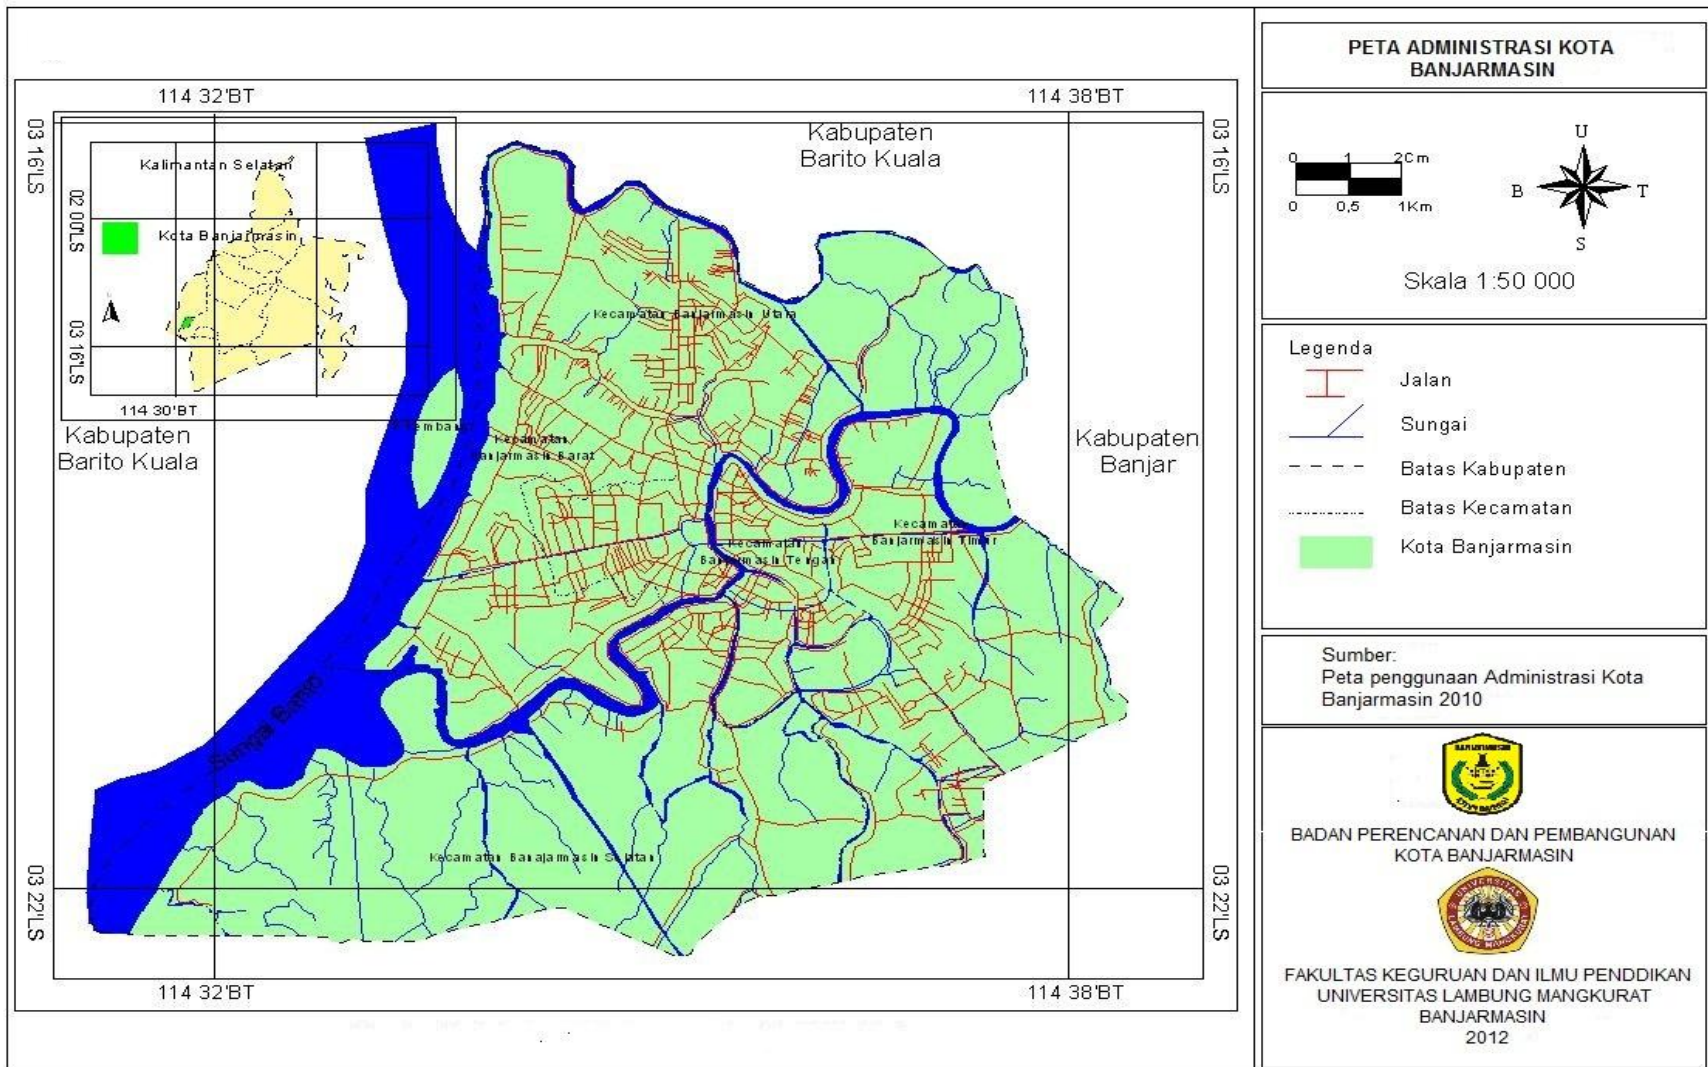 PETA ADMINISTRASI KOTA
BANJARMASIN
114 32'BT
114 38'BT
03 16'LS
03 16'LS
Kabupaten
Barito Kuala
Kalimantan Selatan
02 00'LS
Kota Banjarmasin
03 16'LS
114 30'BT
Kabupaten
Barito Kuala
Kecamatan Banjarmasin Utara
Kecamatan
Banjarmasin Barat
Kabupaten
Banjar
Kecamatan
Banjarmasin Timur
Kecamatan
Banjarmasin Tengah
Sungai Barito
Kecamatan Banajarmasin Selatan
03 22'LS
03 22'LS
114 32'BT
114 38'BT
0 1 2Cm
0 0,5 1Km
U
B T
S
Skala 1:50 000
Legenda
Jalan
Sungai
Batas Kabupaten
Batas Kecamatan
Kota Banjarmasin
Sumber:
Peta penggunaan Administrasi Kota
Banjarmasin 2010
BANJARMASIN
BADAN PERENCANAN DAN PEMBANGUNAN
KOTA BANJARMASIN
UNIVERSITAS
LAMBUNG MANGKURAT
FAKULTAS KEGURUAN DAN ILMU PENDDIKAN
UNIVERSITAS LAMBUNG MANGKURAT
BANJARMASIN
2012